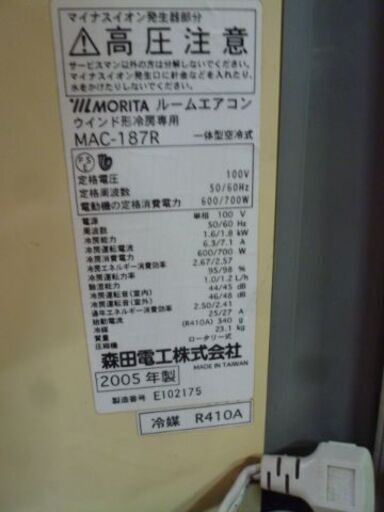 マイナスイオン発生器部分
高圧注意
サービスマン以外の方は分解しないでください。
マイナスイオン発生口に針金などを入れたり、
水をかけたりしないでください。
MORITA ルームエアコン
ウインド形冷房専用
MAC-187R 一体型空冷式
PSE
定格電圧 100V
定格周波数 50/60Hz
電動機の定格消費電力 600/700W
電源 単相 100 V
周波数 50/60 Hz
冷房能力 1.6/1.8 kW
冷房運転電流 6.3/7.1 A
冷房消費電力 600/700 W
冷房エネルギー消費効率 2.67/2.57
冷房運転力率 95/98 %
除湿能力 1.0/1.2 L/h
冷房運転音(室内) 44/45 dB
冷房運転音(室外) 46/48 dB
通年エネルギー消費効率 2.50/2.41
始動電流 25/27 A
冷媒 (R410A) 340 g
質量 23.1 kg
圧縮機 ロータリー式
森田電工株式会社
2005 年製 MADE IN TAIWAN
製造番号 E102175
冷媒 R410A